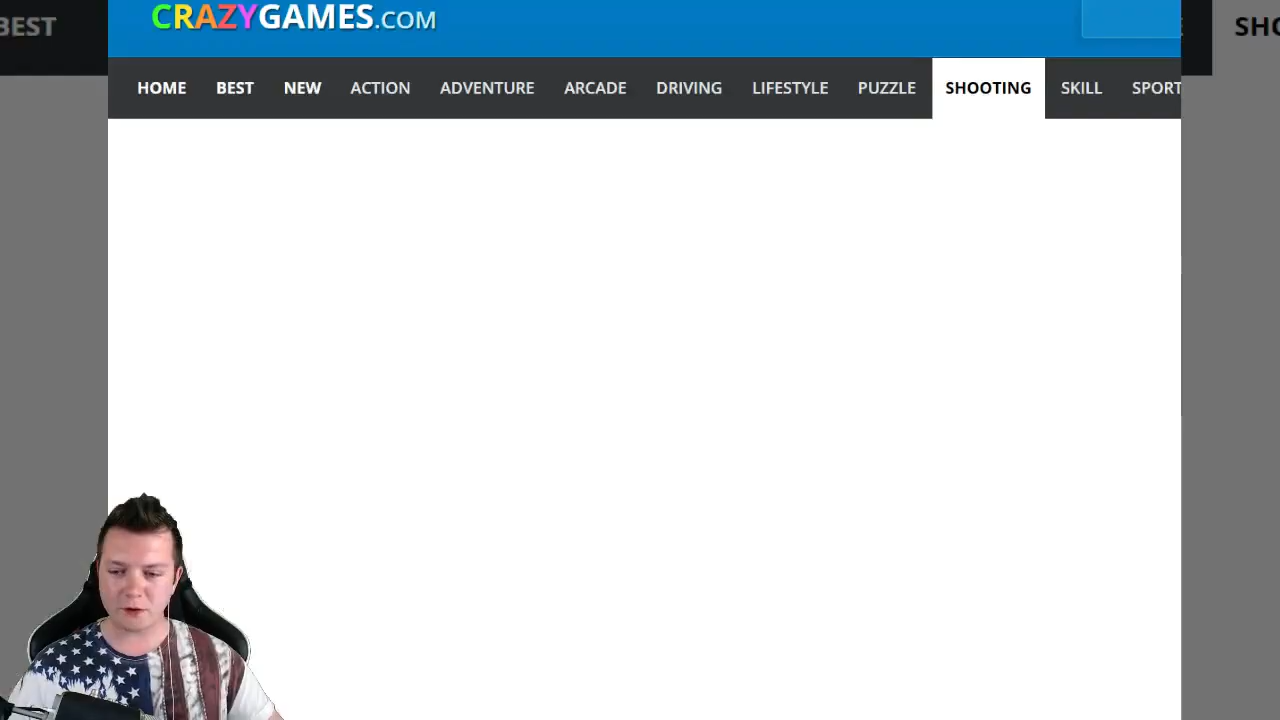 CRAZYGAMES.COM
BEST
SHO
HOME BEST NEW ACTION ADVENTURE ARCADE DRIVING LIFESTYLE PUZZLE SHOOTING SKILL SPORT